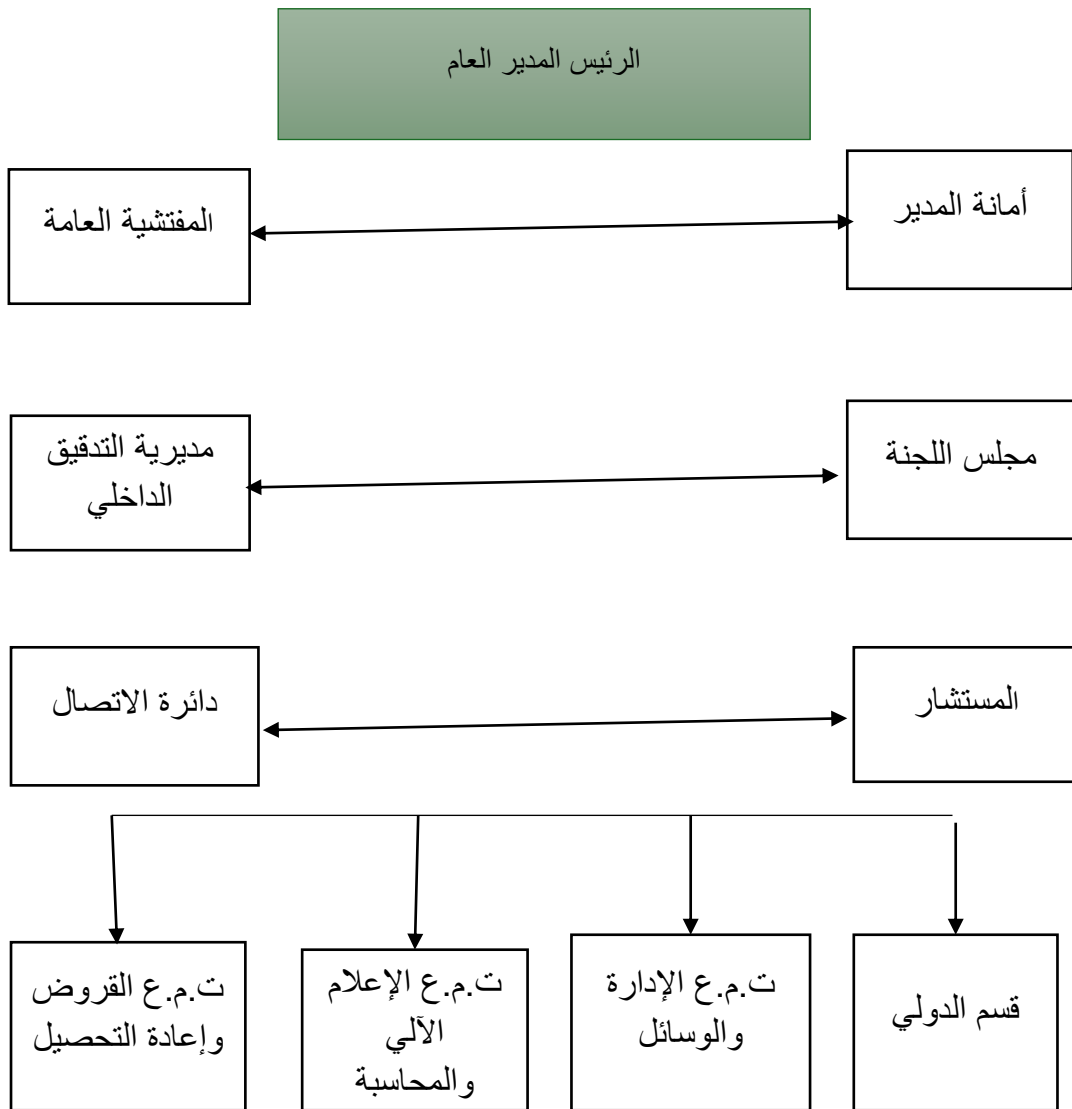 الرئيس المدير العام
أمانة المدير
المفتشية العامة
مجلس اللجنة
مديرية التدقيق
الداخلي
المستشار
دائرة الاتصال
قسم الدولي
ت.م.ع الإدارة
والوسائل
ت.م.ع الإعلام
الآلي
والمحاسبة
ت.م.ع القروض
وإعادة التحصيل